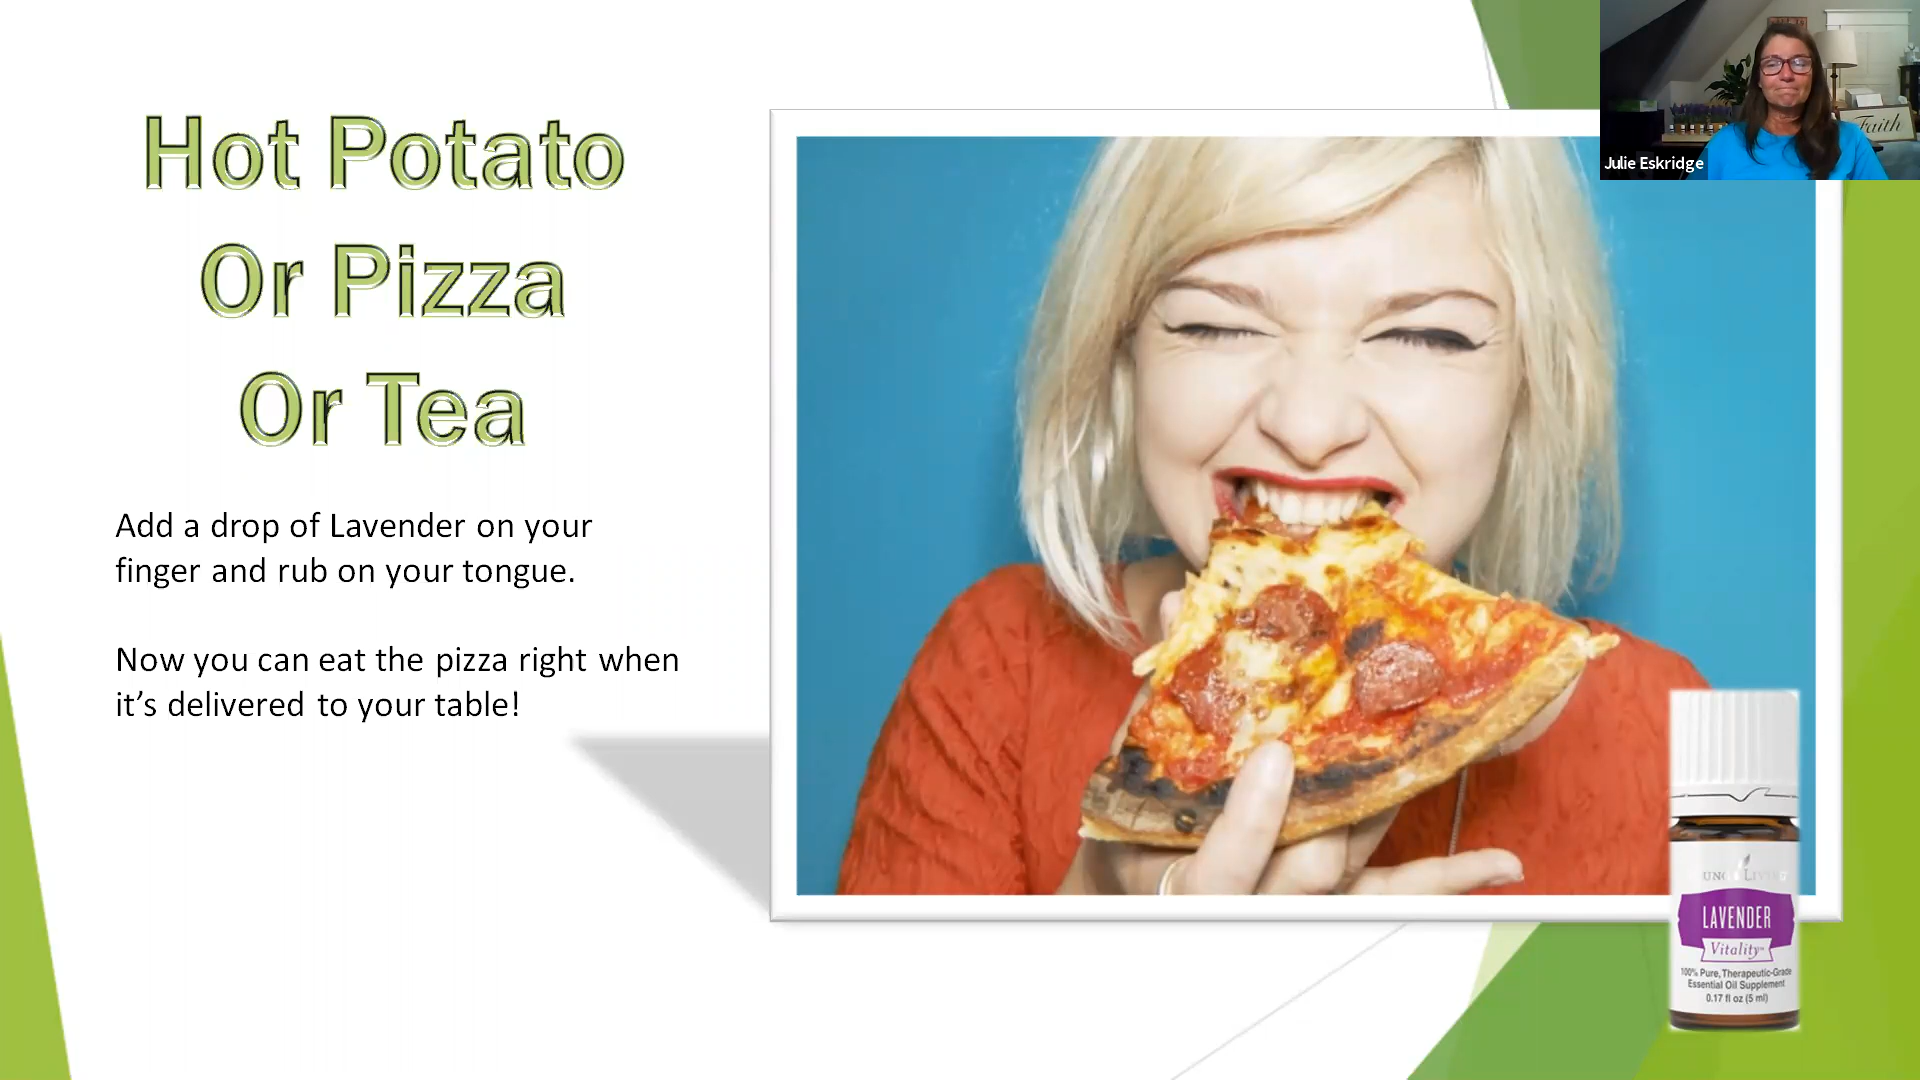 Hot Potato
Or Pizza
Or Tea
Add a drop of Lavender on your
finger and rub on your tongue.
Now you can eat the pizza right when
it’s delivered to your table!
Faith
Julie Eskridge
LAVENDER
Vitality™
100% Pure, Therapeutic-Grade
Essential Oil Supplement
0.17 fl oz (5 ml)